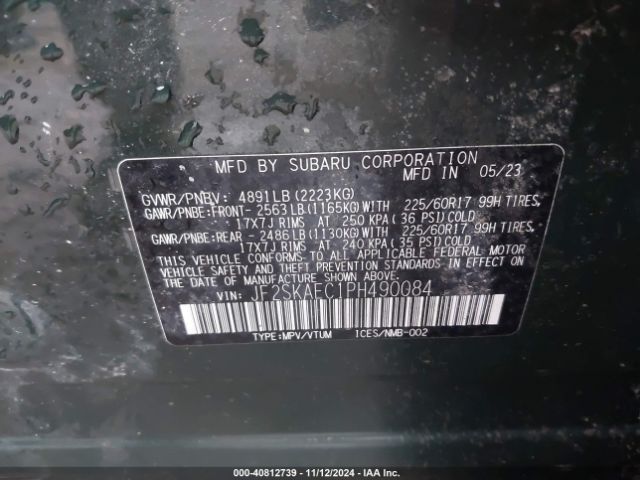 MFD BY SUBARU CORPORATION
MFD IN 05/23
GVWR/PNBV: 4891LB(2223KG)
GAWR/PNBE:FRONT- 2563LB(1165KG)WITH 225/60R17 99H TIRES,
17X7J RIMS AT 250 KPA(36 PSI)COLD
GAWR/PNBE:REAR - 2486LB(1130KG)WITH 225/60R17 99H TIRES,
17X7J RIMS AT 240 KPA(35 PSI)COLD
THIS VEHICLE CONFORMS TO ALL APPLICABLE FEDERAL MOTOR
VEHICLE SAFETY AND THEFT PREVENTION STANDARDS IN EFFECT ON
THE DATE OF MANUFACTURE SHOWN ABOVE.
VIN: JF2SKAEC1PH490084
TYPE:MPV/VTUM ICES/NMB-002
000-40812739 - 11/12/2024 - IAA Inc.